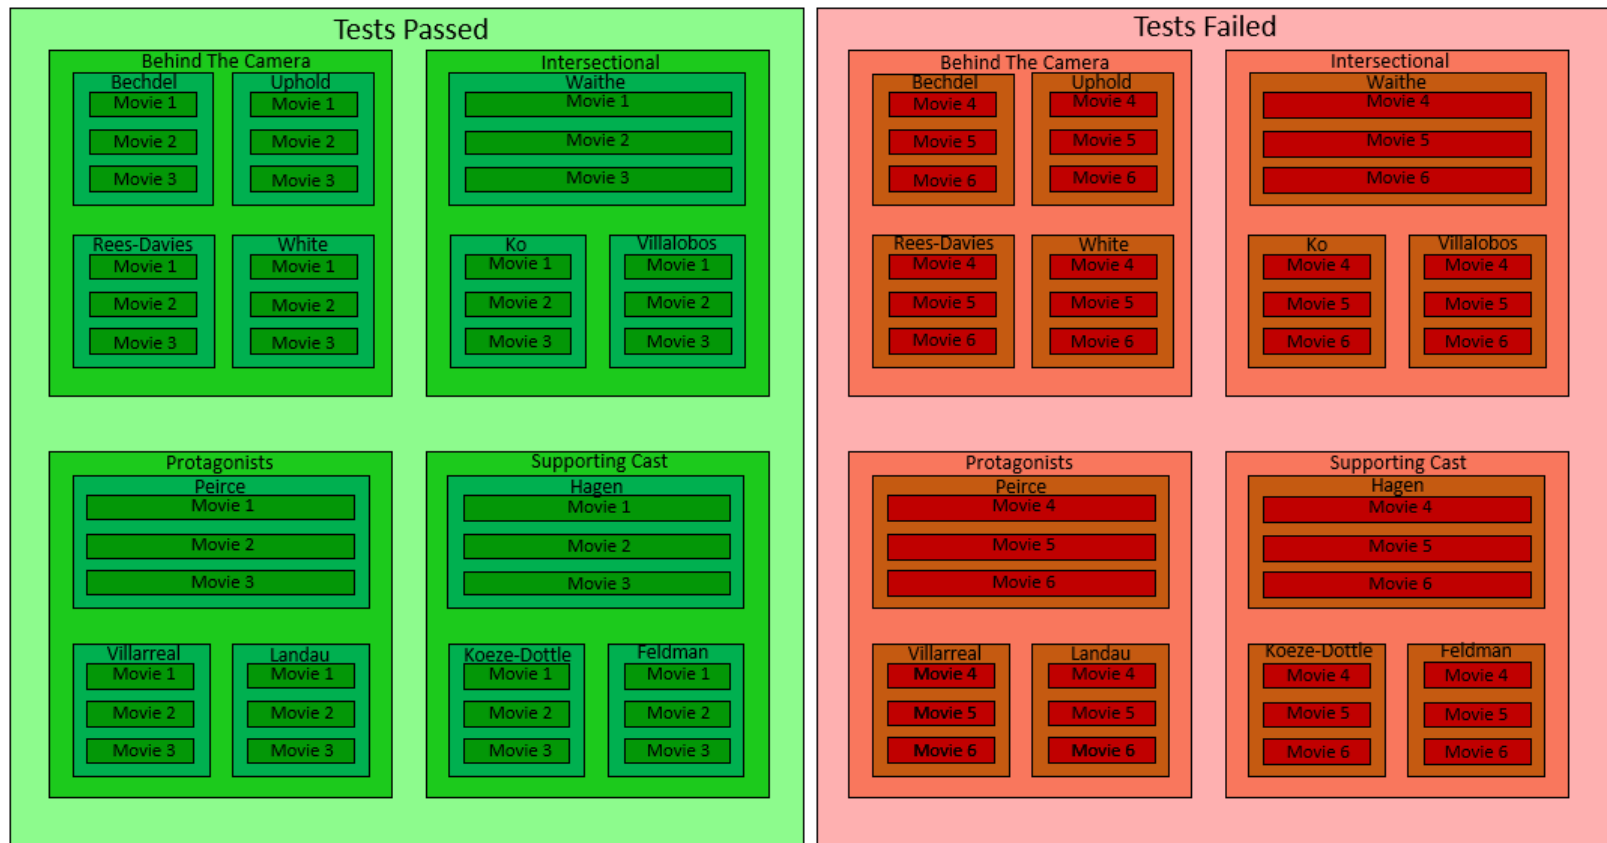 Tests Passed
Behind The Camera
Bechdel
Movie 1
Movie 2
Movie 3
Uphold
Movie 1
Movie 2
Movie 3
Rees-Davies
Movie 1
Movie 2
Movie 3
White
Movie 1
Movie 2
Movie 3
Intersectional
Waithe
Movie 1
Movie 2
Movie 3
Ko
Movie 1
Movie 2
Movie 3
Villalobos
Movie 1
Movie 2
Movie 3
Protagonists
Peirce
Movie 1
Movie 2
Movie 3
Villarreal
Movie 1
Movie 2
Movie 3
Landau
Movie 1
Movie 2
Movie 3
Supporting Cast
Hagen
Movie 1
Movie 2
Movie 3
Koeze-Dottle
Movie 1
Movie 2
Movie 3
Feldman
Movie 1
Movie 2
Movie 3
Tests Failed
Behind The Camera
Bechdel
Movie 4
Movie 5
Movie 6
Uphold
Movie 4
Movie 5
Movie 6
Rees-Davies
Movie 4
Movie 5
Movie 6
White
Movie 4
Movie 5
Movie 6
Intersectional
Waithe
Movie 4
Movie 5
Movie 6
Ko
Movie 4
Movie 5
Movie 6
Villalobos
Movie 4
Movie 5
Movie 6
Protagonists
Peirce
Movie 4
Movie 5
Movie 6
Villarreal
Movie 4
Movie 5
Movie 6
Landau
Movie 4
Movie 5
Movie 6
Supporting Cast
Hagen
Movie 4
Movie 5
Movie 6
Koeze-Dottle
Movie 4
Movie 5
Movie 6
Feldman
Movie 4
Movie 5
Movie 6